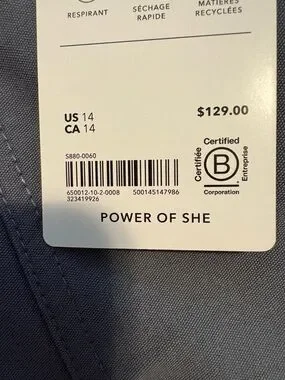 RESPIRANT
SÉCHAGE
RAPIDE
MATIÈRES
RECYCLÉES
US 14
CA 14
$129.00
S880-0060
650012-10-2-0008
500145147986
323419926
Certified
Certifiée
B
Entreprise
Corporation
POWER OF SHE